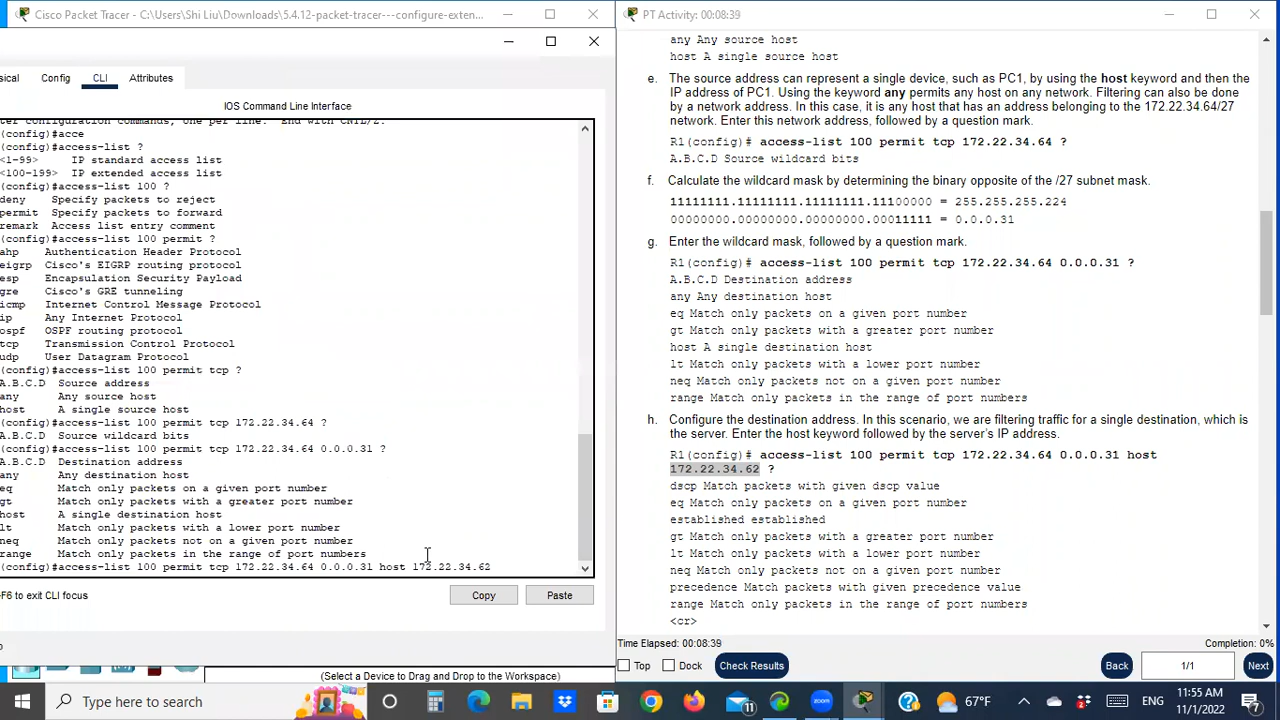 Cisco Packet Tracer - C:\Users\Shi Liu\Downloads\5.4.12-packet-tracer---configure-exten...
sical
Config
CLI
Attributes
IOS Command Line Interface
ter configuration commands, one per line. End with CNTL/Z.
(config)#acce
(config)#access-list ?
<1-99> IP standard access list
<100-199> IP extended access list
(config)#access-list 100 ?
deny Specify packets to reject
permit Specify packets to forward
remark Access list entry comment
(config)#access-list 100 permit ?
ahp Authentication Header Protocol
eigrp Cisco's EIGRP routing protocol
esp Encapsulation Security Payload
gre Cisco's GRE tunneling
icmp Internet Control Message Protocol
ip Any Internet Protocol
ospf OSPF routing protocol
tcp Transmission Control Protocol
udp User Datagram Protocol
(config)#access-list 100 permit tcp ?
A.B.C.D Source address
any Any source host
host A single source host
(config)#access-list 100 permit tcp 172.22.34.64 ?
A.B.C.D Source wildcard bits
(config)#access-list 100 permit tcp 172.22.34.64 0.0.0.31 ?
A.B.C.D Destination address
any Any destination host
eq Match only packets on a given port number
gt Match only packets with a greater port number
host A single destination host
lt Match only packets with a lower port number
neq Match only packets not on a given port number
range Match only packets in the range of port numbers
(config)#access-list 100 permit tcp 172.22.34.64 0.0.0.31 host 172.22.34.62
-F6 to exit CLI focus
Copy
Paste
(Select a Device to Drag and Drop to the Workspace)
PT Activity: 00:08:39
any Any source host
host A single source host
e. The source address can represent a single device, such as PC1, by using the host keyword and then the
IP address of PC1. Using the keyword any permits any host on any network. Filtering can also be done
by a network address. In this case, it is any host that has an address belonging to the 172.22.34.64/27
network. Enter this network address, followed by a question mark.
R1(config)# access-list 100 permit tcp 172.22.34.64 ?
A.B.C.D Source wildcard bits
f. Calculate the wildcard mask by determining the binary opposite of the /27 subnet mask.
11111111.11111111.11111111.11100000 = 255.255.255.224
00000000.00000000.00000000.00011111 = 0.0.0.31
g. Enter the wildcard mask, followed by a question mark.
R1(config)# access-list 100 permit tcp 172.22.34.64 0.0.0.31 ?
A.B.C.D Destination address
any Any destination host
eq Match only packets on a given port number
gt Match only packets with a greater port number
host A single destination host
lt Match only packets with a lower port number
neq Match only packets not on a given port number
range Match only packets in the range of port numbers
h. Configure the destination address. In this scenario, we are filtering traffic for a single destination, which is
the server. Enter the host keyword followed by the server's IP address.
R1(config)# access-list 100 permit tcp 172.22.34.64 0.0.0.31 host
172.22.34.62 ?
dscp Match packets with given dscp value
eq Match only packets on a given port number
established established
gt Match only packets with a greater port number
lt Match only packets with a lower port number
neq Match only packets not on a given port number
precedence Match packets with given precedence value
range Match only packets in the range of port numbers
<cr>
Time Elapsed: 00:08:39
Completion: 0%
Top
Dock
Check Results
Back
1/1
Next
Type here to search
11
67°F
ENG
11:55 AM
11/1/2022
7